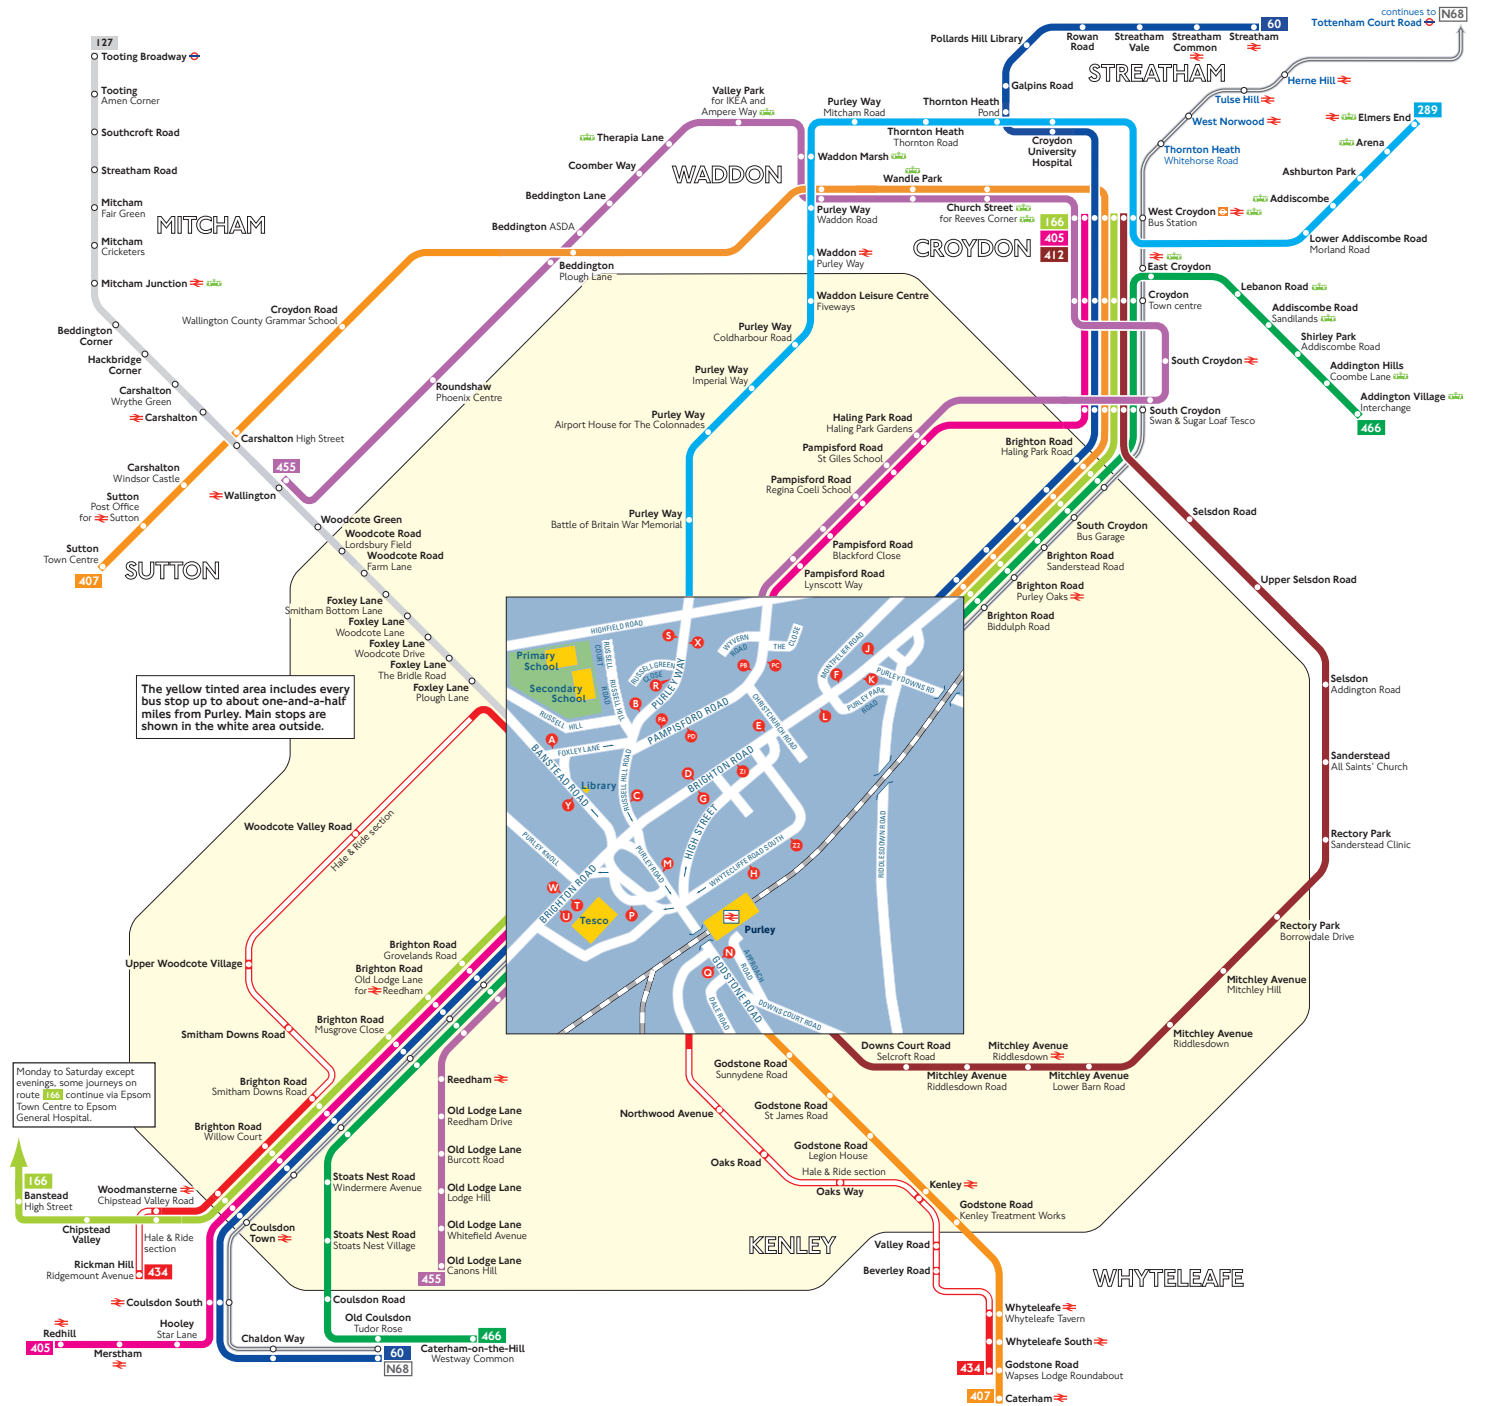 127
Tooting Broadway
Tooting
Amen Corner
Southcroft Road
Streatham Road
Mitcham
Fair Green
Mitcham
Cricketers
Mitcham Junction
MITCHAM
Beddington
Corner
Hackbridge
Corner
Carshalton
Wrythe Green
Carshalton
Carshalton High Street
Carshalton
Windsor Castle
Sutton
Post Office
for Sutton
Sutton
Town Centre
407
SUTTON
455
Wallington
Croydon Road
Wallington County Grammar School
Roundshaw
Phoenix Centre
Beddington
Plough Lane
Beddington ASDA
Beddington Lane
Coomber Way
Therapia Lane
Valley Park
for IKEA and
Ampere Way
WADDON
Purley Way
Mitcham Road
Thornton Heath
Thornton Road
Thornton Heath
Pond
Galpins Road
Pollards Hill Library
Rowan
Road
Streatham
Vale
Streatham
Common
Streatham
60
STREATHAM
continues to N68
Tottenham Court Road
Herne Hill
Tulse Hill
West Norwood
Thornton Heath
Whitehorse Road
289
Elmers End
Arena
Ashburton Park
Addiscombe
Lower Addiscombe Road
Morland Road
Croydon
University
Hospital
Waddon Marsh
Wandle Park
Purley Way
Waddon Road
Church Street
for Reeves Corner
CROYDON
166
405
412
West Croydon
Bus Station
East Croydon
Croydon
Town centre
Lebanon Road
Addiscombe Road
Sandilands
Shirley Park
Addiscombe Road
Addington Hills
Coombe Lane
Addington Village
Interchange
466
Waddon
Purley Way
Waddon Leisure Centre
Fiveways
Purley Way
Coldharbour Road
Purley Way
Imperial Way
Purley Way
Airport House for The Colonnades
Purley Way
Battle of Britain War Memorial
South Croydon
South Croydon
Swan & Sugar Loaf Tesco
Haling Park Road
Haling Park Gardens
Pampisford Road
St Giles School
Pampisford Road
Regina Coeli School
Pampisford Road
Blackford Close
Pampisford Road
Lynscott Way
Brighton Road
Haling Park Road
South Croydon
Bus Garage
Brighton Road
Sanderstead Road
Brighton Road
Purley Oaks
Brighton Road
Biddulph Road
Selsdon Road
Upper Selsdon Road
Selsdon
Addington Road
Sanderstead
All Saints' Church
Rectory Park
Sanderstead Clinic
Rectory Park
Borrowdale Drive
Mitchley Avenue
Mitchley Hill
Mitchley Avenue
Riddlesdown
Mitchley Avenue
Lower Barn Road
Mitchley Avenue
Riddlesdown
Mitchley Avenue
Riddlesdown Road
Downs Court Road
Selcroft Road
Woodcote Green
Woodcote Road
Lordsbury Field
Woodcote Road
Farm Lane
Foxley Lane
Smitham Bottom Lane
Foxley Lane
Woodcote Lane
Foxley Lane
Woodcote Drive
Foxley Lane
The Bridle Road
Foxley Lane
Plough Lane
The yellow tinted area includes every
bus stop up to about one-and-a-half
miles from Purley. Main stops are
shown in the white area outside.
HIGHFIELD ROAD
Primary
School
Secondary
School
RUSSELL
COURT
RUSSELL HILL
ROAD
RUSSELL HILL
RUSSELL GREEN
CLOSE
PURLEY WAY
WYVERN
ROAD
THE
CLOSE
MONTPELIER ROAD
PURLEY DOWNS RD
PURLEY PARK
ROAD
CHRISTCHURCH ROAD
PAMPISFORD ROAD
FOXLEY LANE
BANSTEAD ROAD
RUSSELL HILL ROAD
BRIGHTON ROAD
HIGH STREET
Library
PURLEY KNOLL
PURLEY ROAD
WHYTECLIFFE ROAD SOUTH
RIDDLESDOWN ROAD
BRIGHTON ROAD
Tesco
Purley
APPROACH
ROAD
GODSTONE ROAD
DALE ROAD
DOWNS COURT ROAD
S
X
R
B
PA
PD
PB
PC
J
F
K
L
E
A
D
Z1
G
C
Y
M
Z2
H
W
T
U
P
N
Q
Woodcote Valley Road
Hale & Ride section
Upper Woodcote Village
Smitham Downs Road
Brighton Road
Grovelands Road
Brighton Road
Old Lodge Lane
for Reedham
Brighton Road
Musgrove Close
Brighton Road
Smitham Downs Road
Brighton Road
Willow Court
Monday to Saturday except
evenings, some journeys on
route 166 continue via Epsom
Town Centre to Epsom
General Hospital.
166
Banstead
High Street
Chipstead
Valley
Woodmansterne
Chipstead Valley Road
Hale & Ride
section
Rickman Hill
Ridgemount Avenue
434
Coulsdon
Town
Coulsdon South
Hooley
Star Lane
Merstham
Redhill
405
Chaldon Way
60
N68
Reedham
Old Lodge Lane
Reedham Drive
Old Lodge Lane
Burcott Road
Old Lodge Lane
Lodge Hill
Old Lodge Lane
Whitefield Avenue
Old Lodge Lane
Canons Hill
455
Stoats Nest Road
Windermere Avenue
Stoats Nest Road
Stoats Nest Village
Coulsdon Road
Old Coulsdon
Tudor Rose
466
Caterham-on-the-Hill
Westway Common
Godstone Road
Sunnydene Road
Godstone Road
St James Road
Godstone Road
Legion House
Northwood Avenue
Oaks Road
Hale & Ride section
Oaks Way
Kenley
Godstone Road
Kenley Treatment Works
KENLEY
Valley Road
Beverley Road
WHYTELEAFE
Whyteleafe
Whyteleafe Tavern
Whyteleafe South
434
Godstone Road
Wapses Lodge Roundabout
407
Caterham